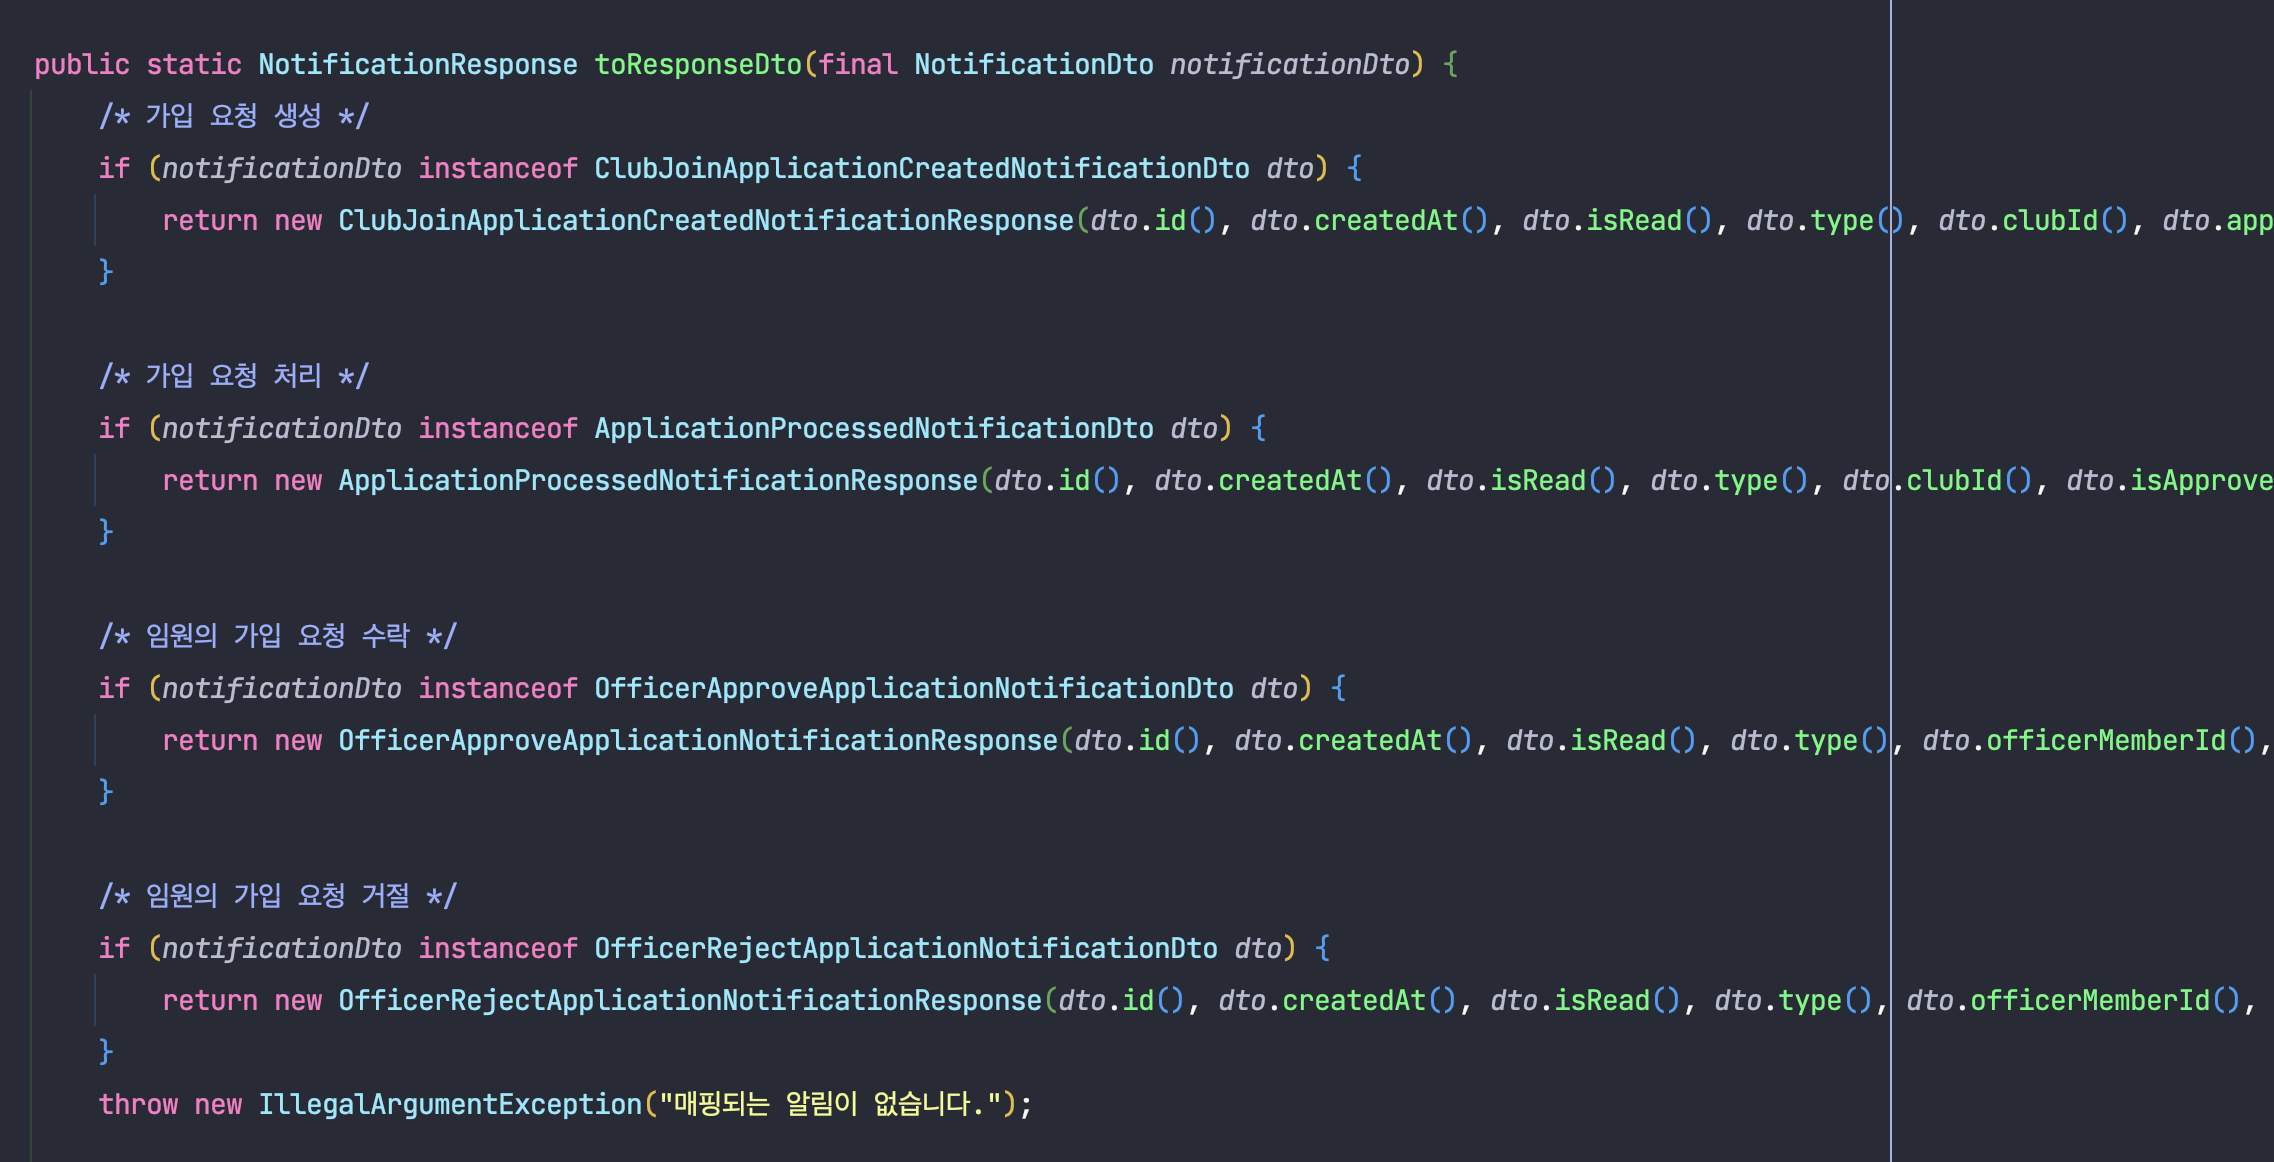 public static NotificationResponse toResponseDto(final NotificationDto notificationDto) {
/* 가입 요청 생성 */
if (notificationDto instanceof ClubJoinApplicationCreatedNotificationDto dto) {
return new ClubJoinApplicationCreatedNotificationResponse(dto.id(), dto.createdAt(), dto.isRead(), dto.type(), dto.clubId(), dto.app
}
/* 가입 요청 처리 */
if (notificationDto instanceof ApplicationProcessedNotificationDto dto) {
return new ApplicationProcessedNotificationResponse(dto.id(), dto.createdAt(), dto.isRead(), dto.type(), dto.clubId(), dto.isApprove
}
/* 임원의 가입 요청 수락 */
if (notificationDto instanceof OfficerApproveApplicationNotificationDto dto) {
return new OfficerApproveApplicationNotificationResponse(dto.id(), dto.createdAt(), dto.isRead(), dto.type(), dto.officerMemberId(),
}
/* 임원의 가입 요청 거절 */
if (notificationDto instanceof OfficerRejectApplicationNotificationDto dto) {
return new OfficerRejectApplicationNotificationResponse(dto.id(), dto.createdAt(), dto.isRead(), dto.type(), dto.officerMemberId(),
}
throw new IllegalArgumentException("매핑되는 알림이 없습니다.");